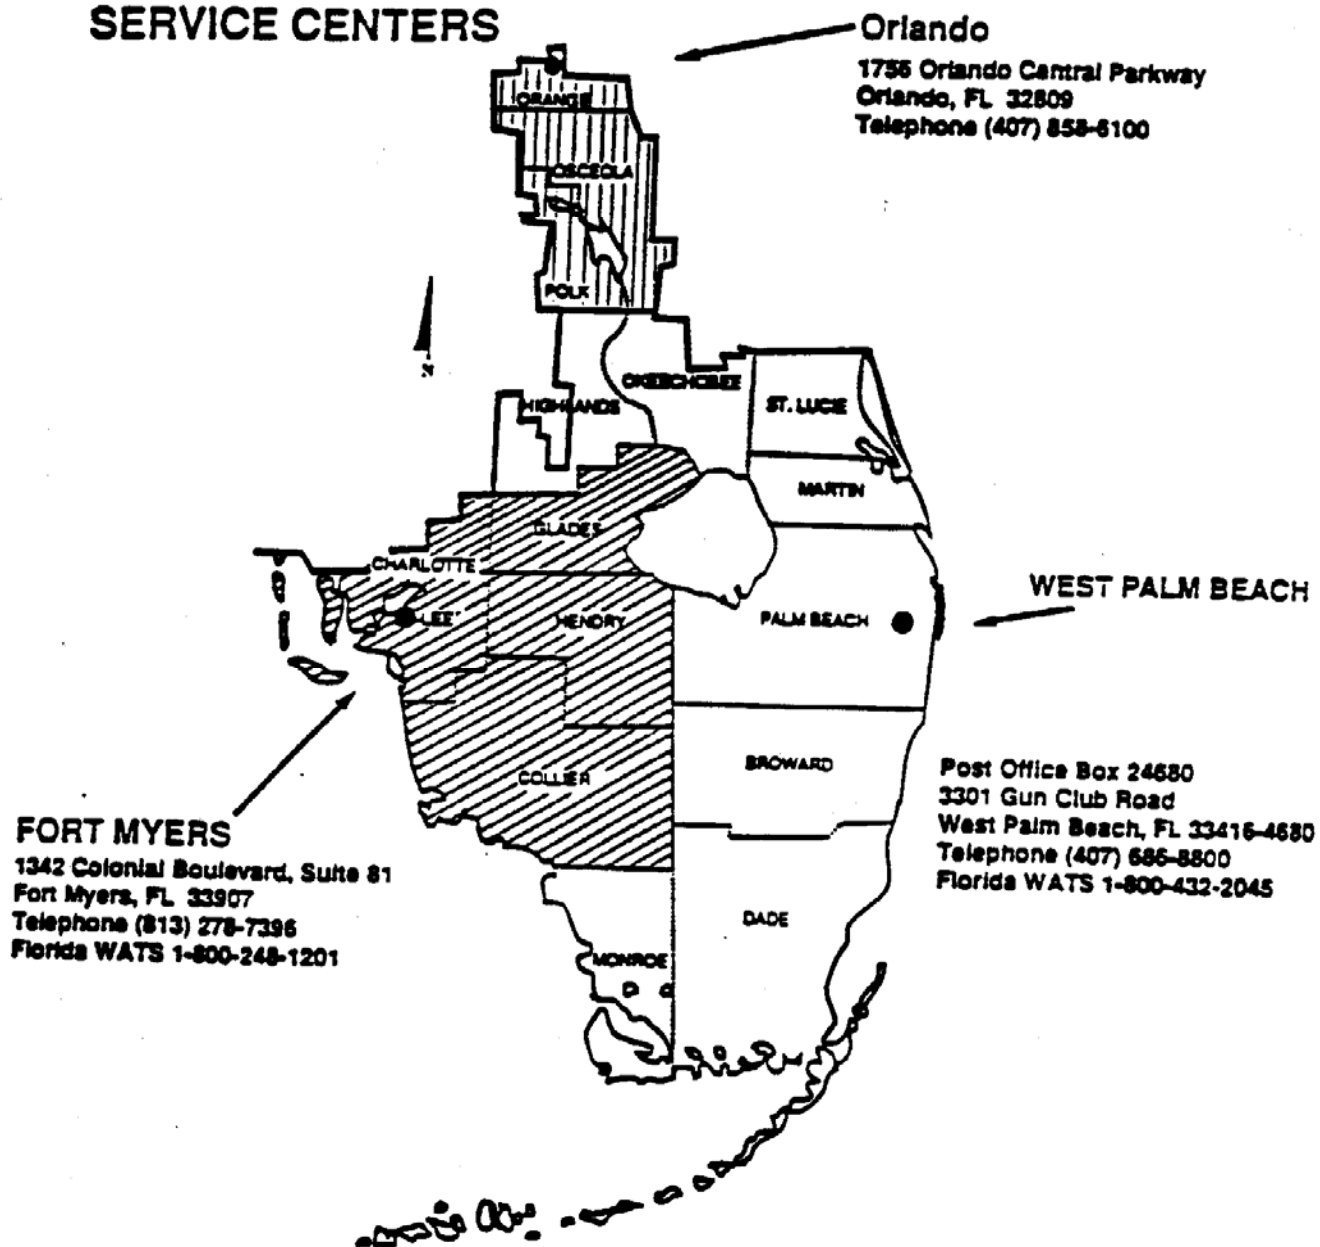 SERVICE CENTERS
Orlando
1756 Orlando Central Parkway
Orlando, FL 32809
Telephone (407) 858-6100
ORANGE
OSCEOLA
POLK
N
OKEECHOBEE
HIGHLANDS
ST. LUCIE
MARTIN
GLADES
CHARLOTTE
LEE
HENDRY
PALM BEACH
WEST PALM BEACH
COLLIER
BROWARD
Post Office Box 24680
3301 Gun Club Road
West Palm Beach, FL 33416-4680
Telephone (407) 686-8800
Florida WATS 1-800-432-2045
FORT MYERS
1342 Colonial Boulevard, Suite 81
Fort Myers, FL 33907
Telephone (813) 278-7396
Florida WATS 1-800-248-1201
DADE
MONROE